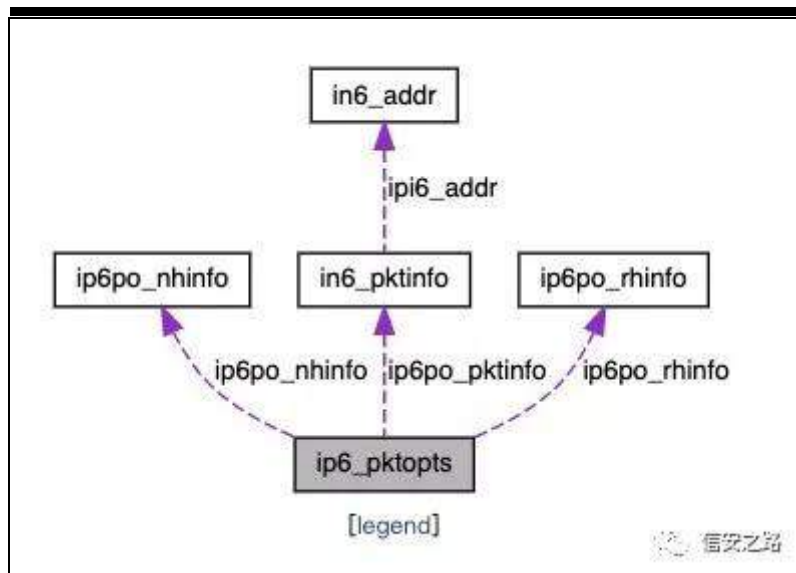 in6_addr
ipi6_addr
ip6po_nhinfo
in6_pktinfo
ip6po_rhinfo
ip6po_nhinfo
ip6po_pktinfo
ip6po_rhinfo
ip6_pktopts
[legend]
信安之路